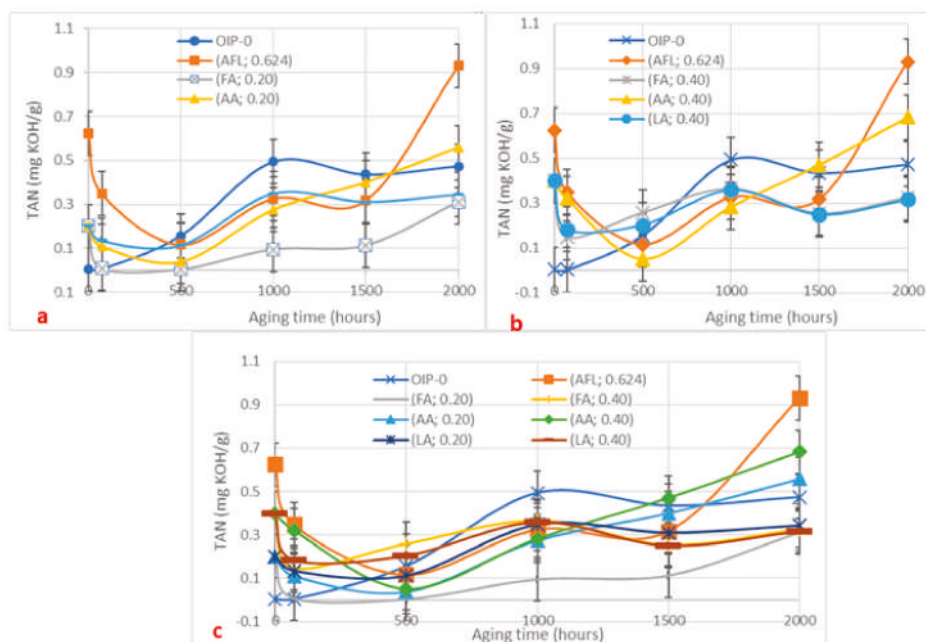 1.1
0.9
0.7
0.5
0.3
0.1
0.1
TAN (mg KOH/g)
OIP-0
(AFL; 0.624)
(FA; 0.20)
(AA; 0.20)
0
500
1000
1500
2000
Aging time (hours)
a
1.1
0.9
0.7
0.5
0.3
0.1
-0.1
TAN (mg KOH/g)
OIP-0
(AFL; 0.624)
(FA; 0.40)
(AA; 0.40)
(LA; 0.40)
0
500
1000
1500
2000
Aging time (hours)
b
1.1
0.9
0.7
0.5
0.3
0.1
-0.1
TAN (mg KOH/g)
OIP-0 (AFL; 0.624)
(FA; 0.20) (FA; 0.40)
(AA; 0.20) (AA; 0.40)
(LA; 0.20) (LA; 0.40)
0
500
1000
1500
2000
Aging time (hours)
c